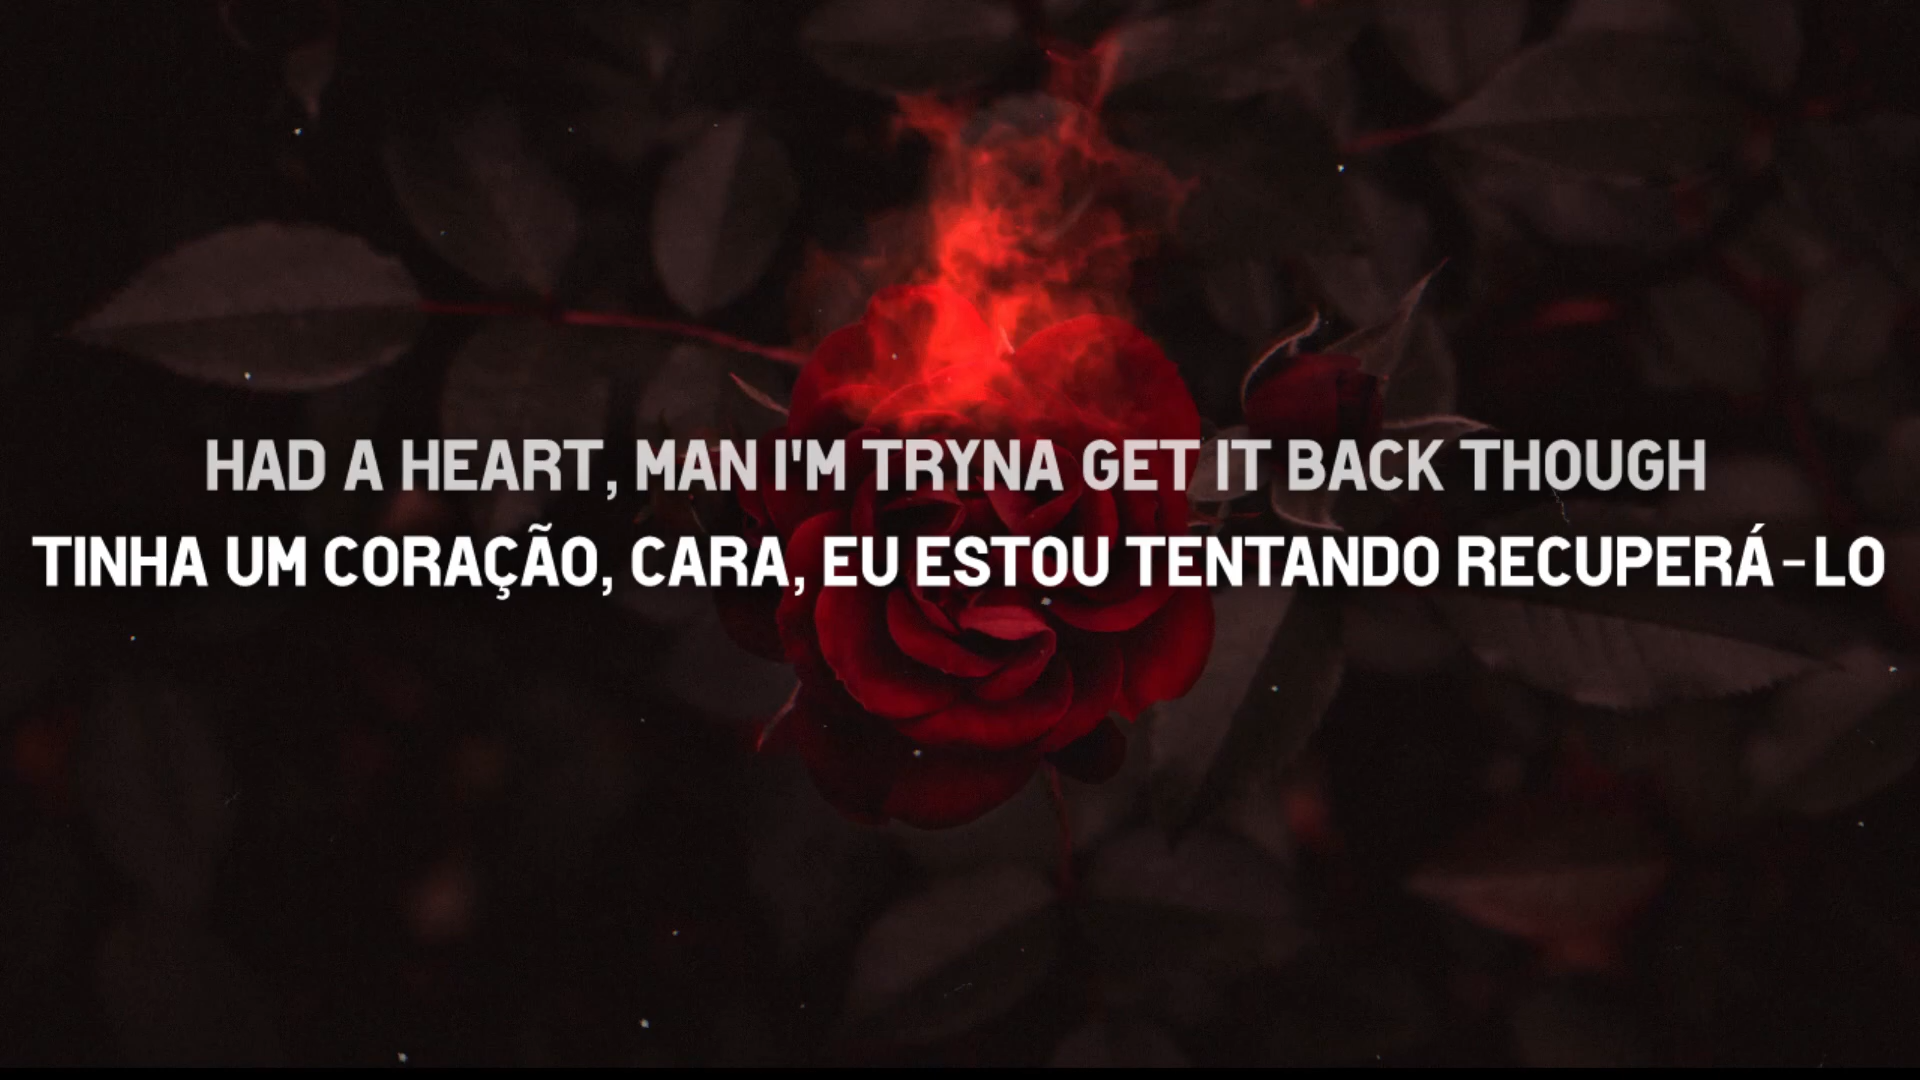 HAD A HEART, MAN I'M TRYNA GET IT BACK THOUGH
TINHA UM CORAÇÃO, CARA, EU ESTOU TENTANDO RECUPERÁ-LO